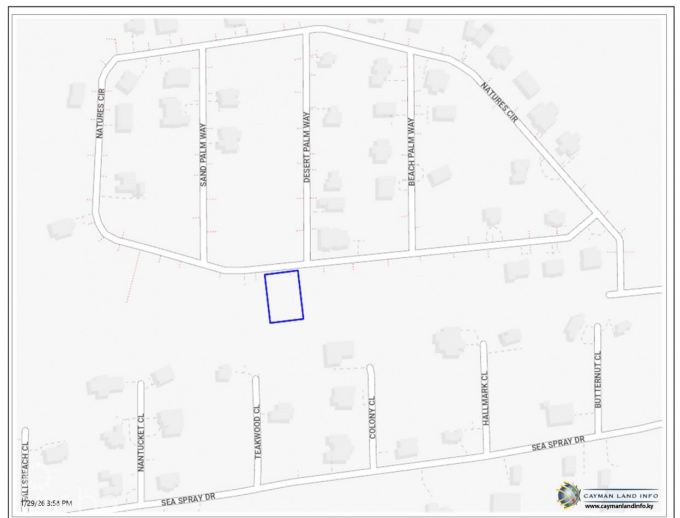 NATURES CIR
SAND PALM WAY
DESERT PALM WAY
BEACH PALM WAY
NATURES CIR
NANTUCKET CL
TEAKWOOD CL
COLONY CL
HALLMARK CL
BUTTERNUT CL
SEA SPRAY DR
SEA SPRAY DR
CAYMAN LAND INFO
www.caymanlandinfo.ky